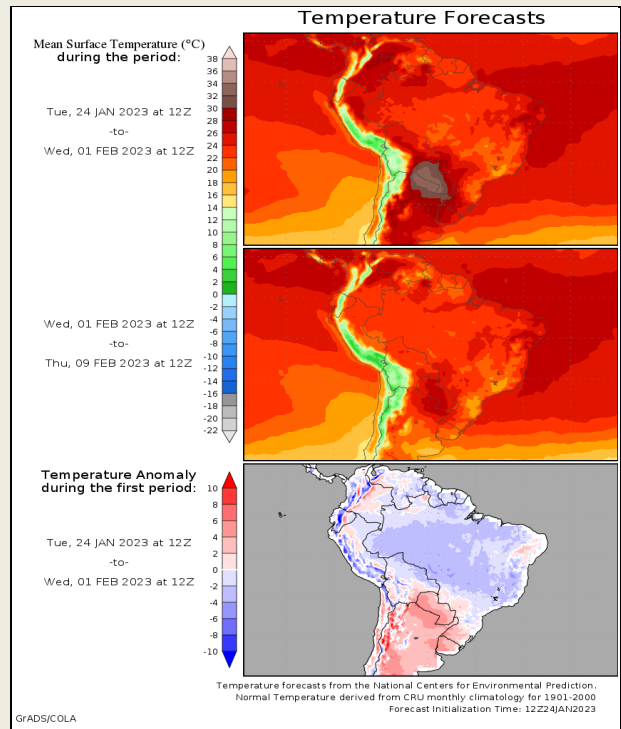 Temperature Forecasts
Mean Surface Temperature (°C)
during the period:
Tue, 24 JAN 2023 at 12Z
-to-
Wed, 01 FEB 2023 at 12Z
38
36
34
32
30
28
26
24
22
20
18
16
14
12
10
8
6
4
2
0
-2
-4
-6
-8
-10
-12
-14
-16
-18
-20
-22
Wed, 01 FEB 2023 at 12Z
-to-
Thu, 09 FEB 2023 at 12Z
Temperature Anomaly
during the first period:
Tue, 24 JAN 2023 at 12Z
-to-
Wed, 01 FEB 2023 at 12Z
10
8
6
4
2
0
-2
-4
-6
-8
-10
Temperature forecasts from the National Centers for Environmental Prediction.
Normal Temperature derived from CRU monthly climatology for 1901-2000
Forecast Initialization Time: 12Z24JAN2023
GrADS/COLA